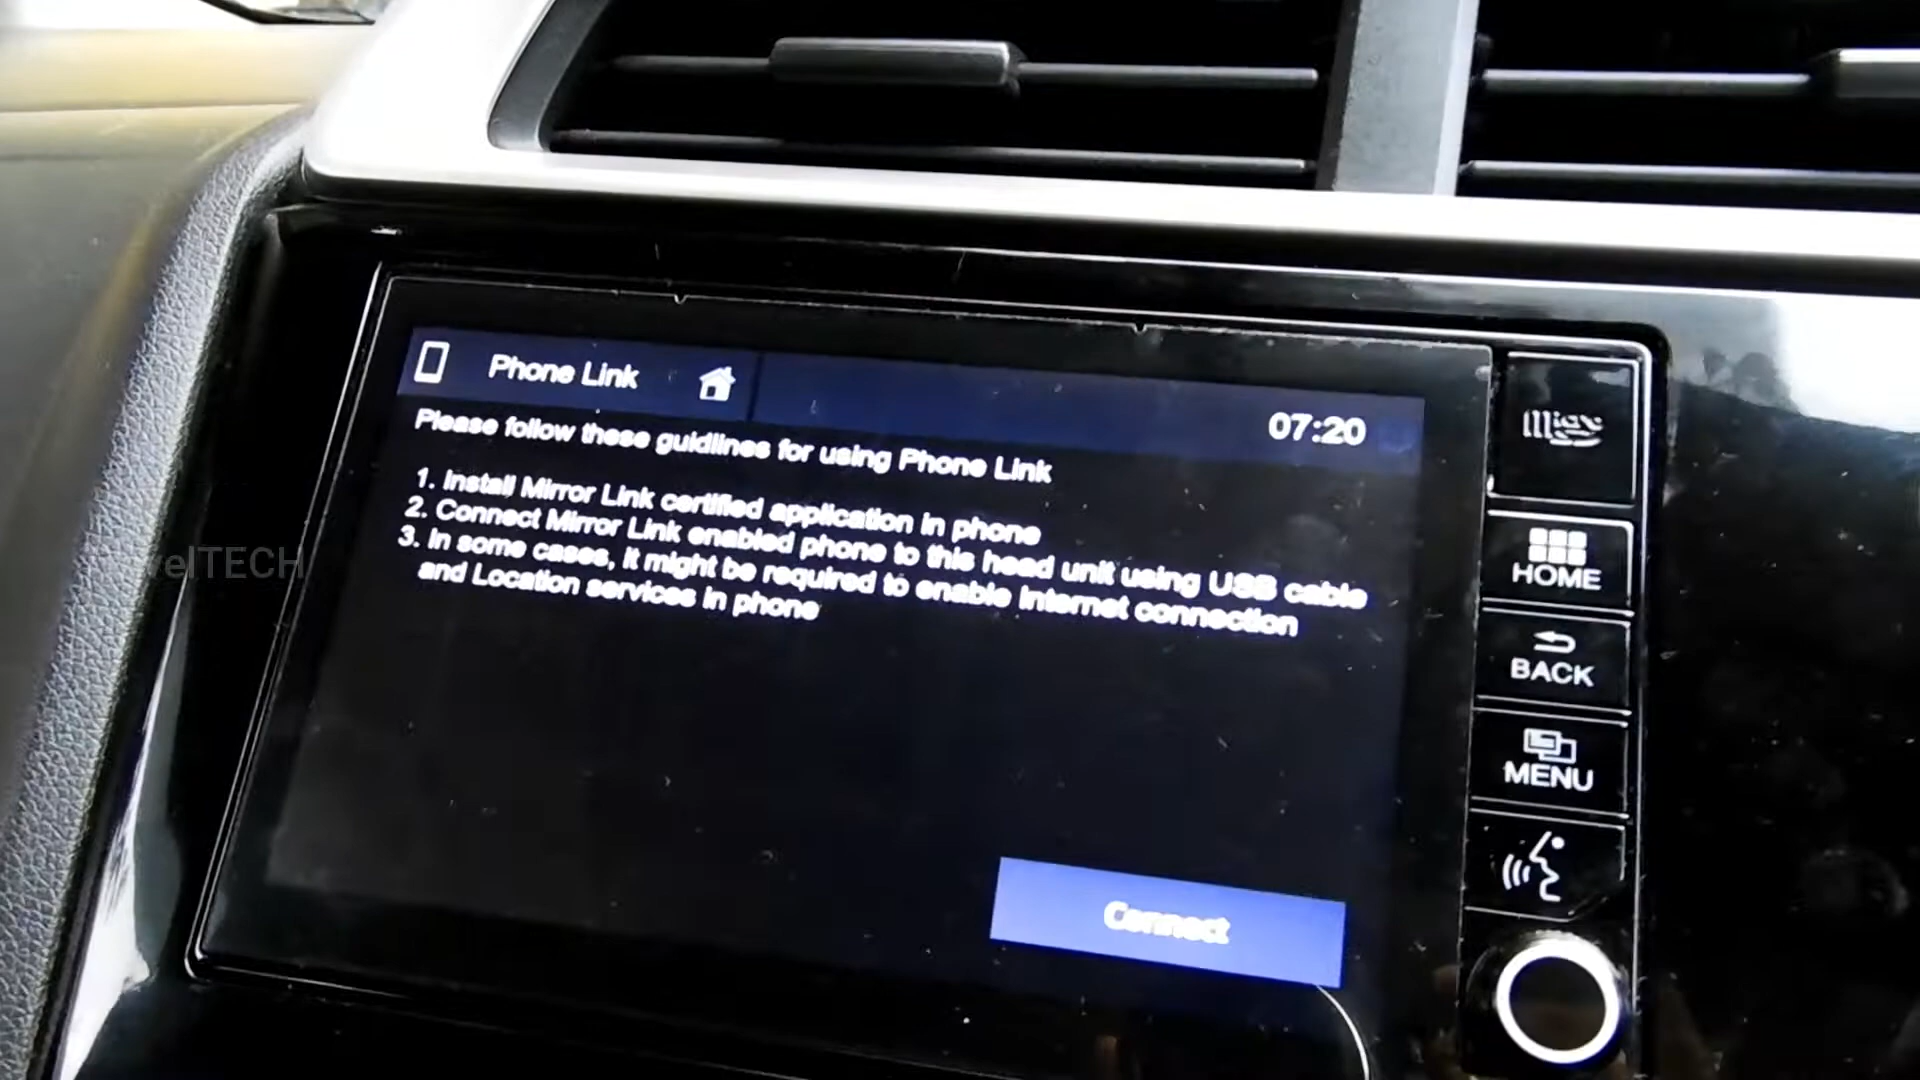 Phone Link
07:20
Please follow these guidlines for using Phone Link
1. Install Mirror Link certified application in phone
2. Connect Mirror Link enabled phone to this head unit using USB cable
3. In some cases, it might be required to enable Internet connection
and Location services in phone
Connect
HOME
BACK
MENU
velTECH